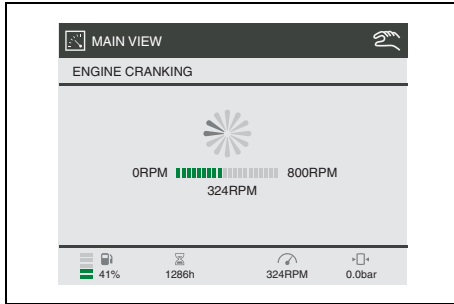 MAIN VIEW
ENGINE CRANKING
0RPM 800RPM
324RPM
41% 1286h 324RPM 0.0bar